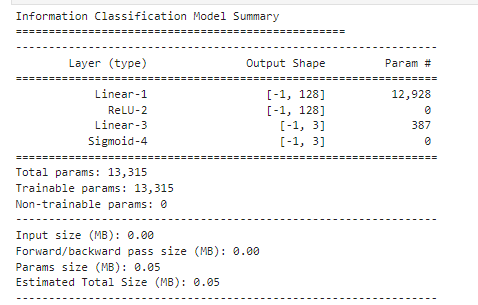 Information Classification Model Summary
==================================================
----------------------------------------------------------------
Layer (type) Output Shape Param #
================================================================
Linear-1 [-1, 128] 12,928
ReLU-2 [-1, 128] 0
Linear-3 [-1, 3] 387
Sigmoid-4 [-1, 3] 0
================================================================
Total params: 13,315
Trainable params: 13,315
Non-trainable params: 0
----------------------------------------------------------------
Input size (MB): 0.00
Forward/backward pass size (MB): 0.00
Params size (MB): 0.05
Estimated Total Size (MB): 0.05
----------------------------------------------------------------